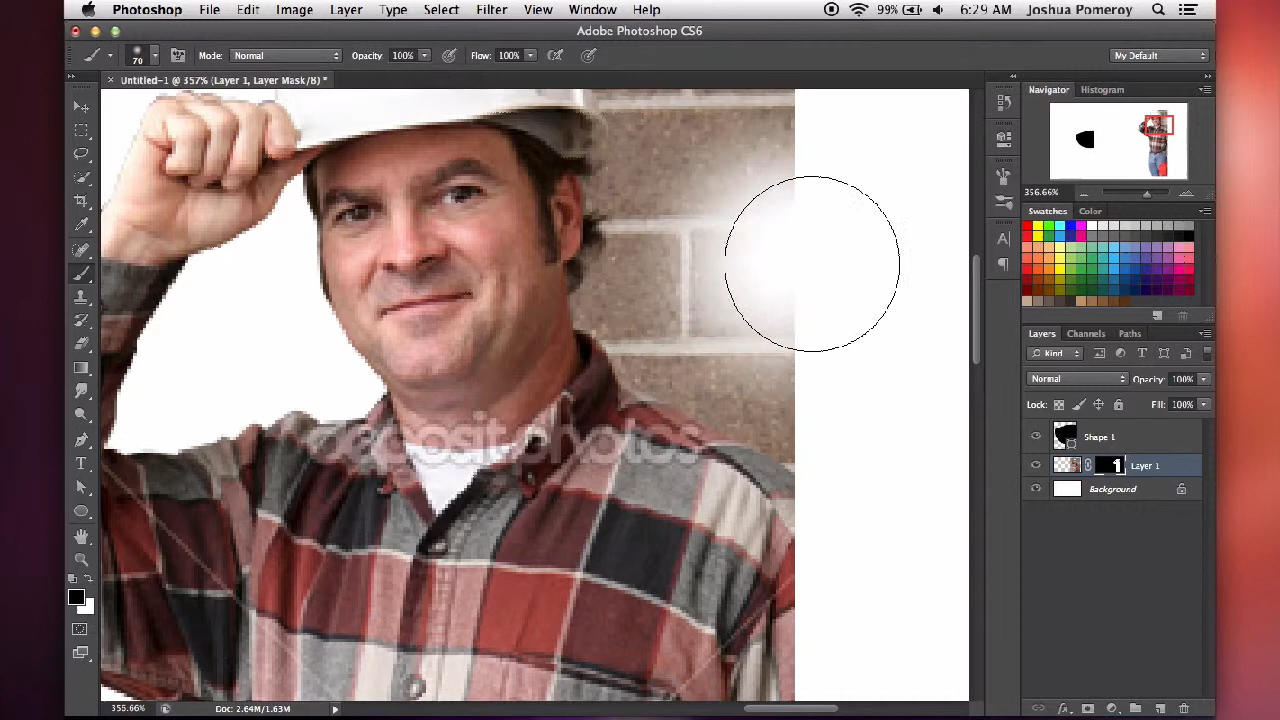 Photoshop File Edit Image Layer Type Select Filter View Window Help 99% 6:29 AM Joshua Pomeroy
Adobe Photoshop CS6
70 Mode: Normal Opacity: 100% Flow: 100% My Default
Untitled-1 @ 357% (Layer 1, Layer Mask/8) *
Navigator Histogram
356.66%
Swatches Color
Layers Channels Paths
Kind
Normal Opacity: 100%
Lock: Fill: 100%
Shape 1
Layer 1
Background
depositphotos
356.66% Doc: 2.64M/1.63M